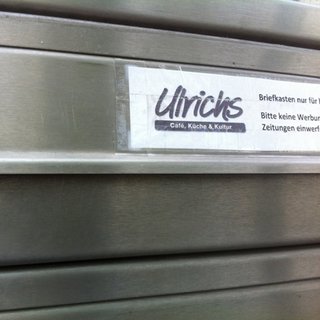 Ulrichs
Café, Küche & Kultur
Briefkasten nur für
Bitte keine
Zeitungen